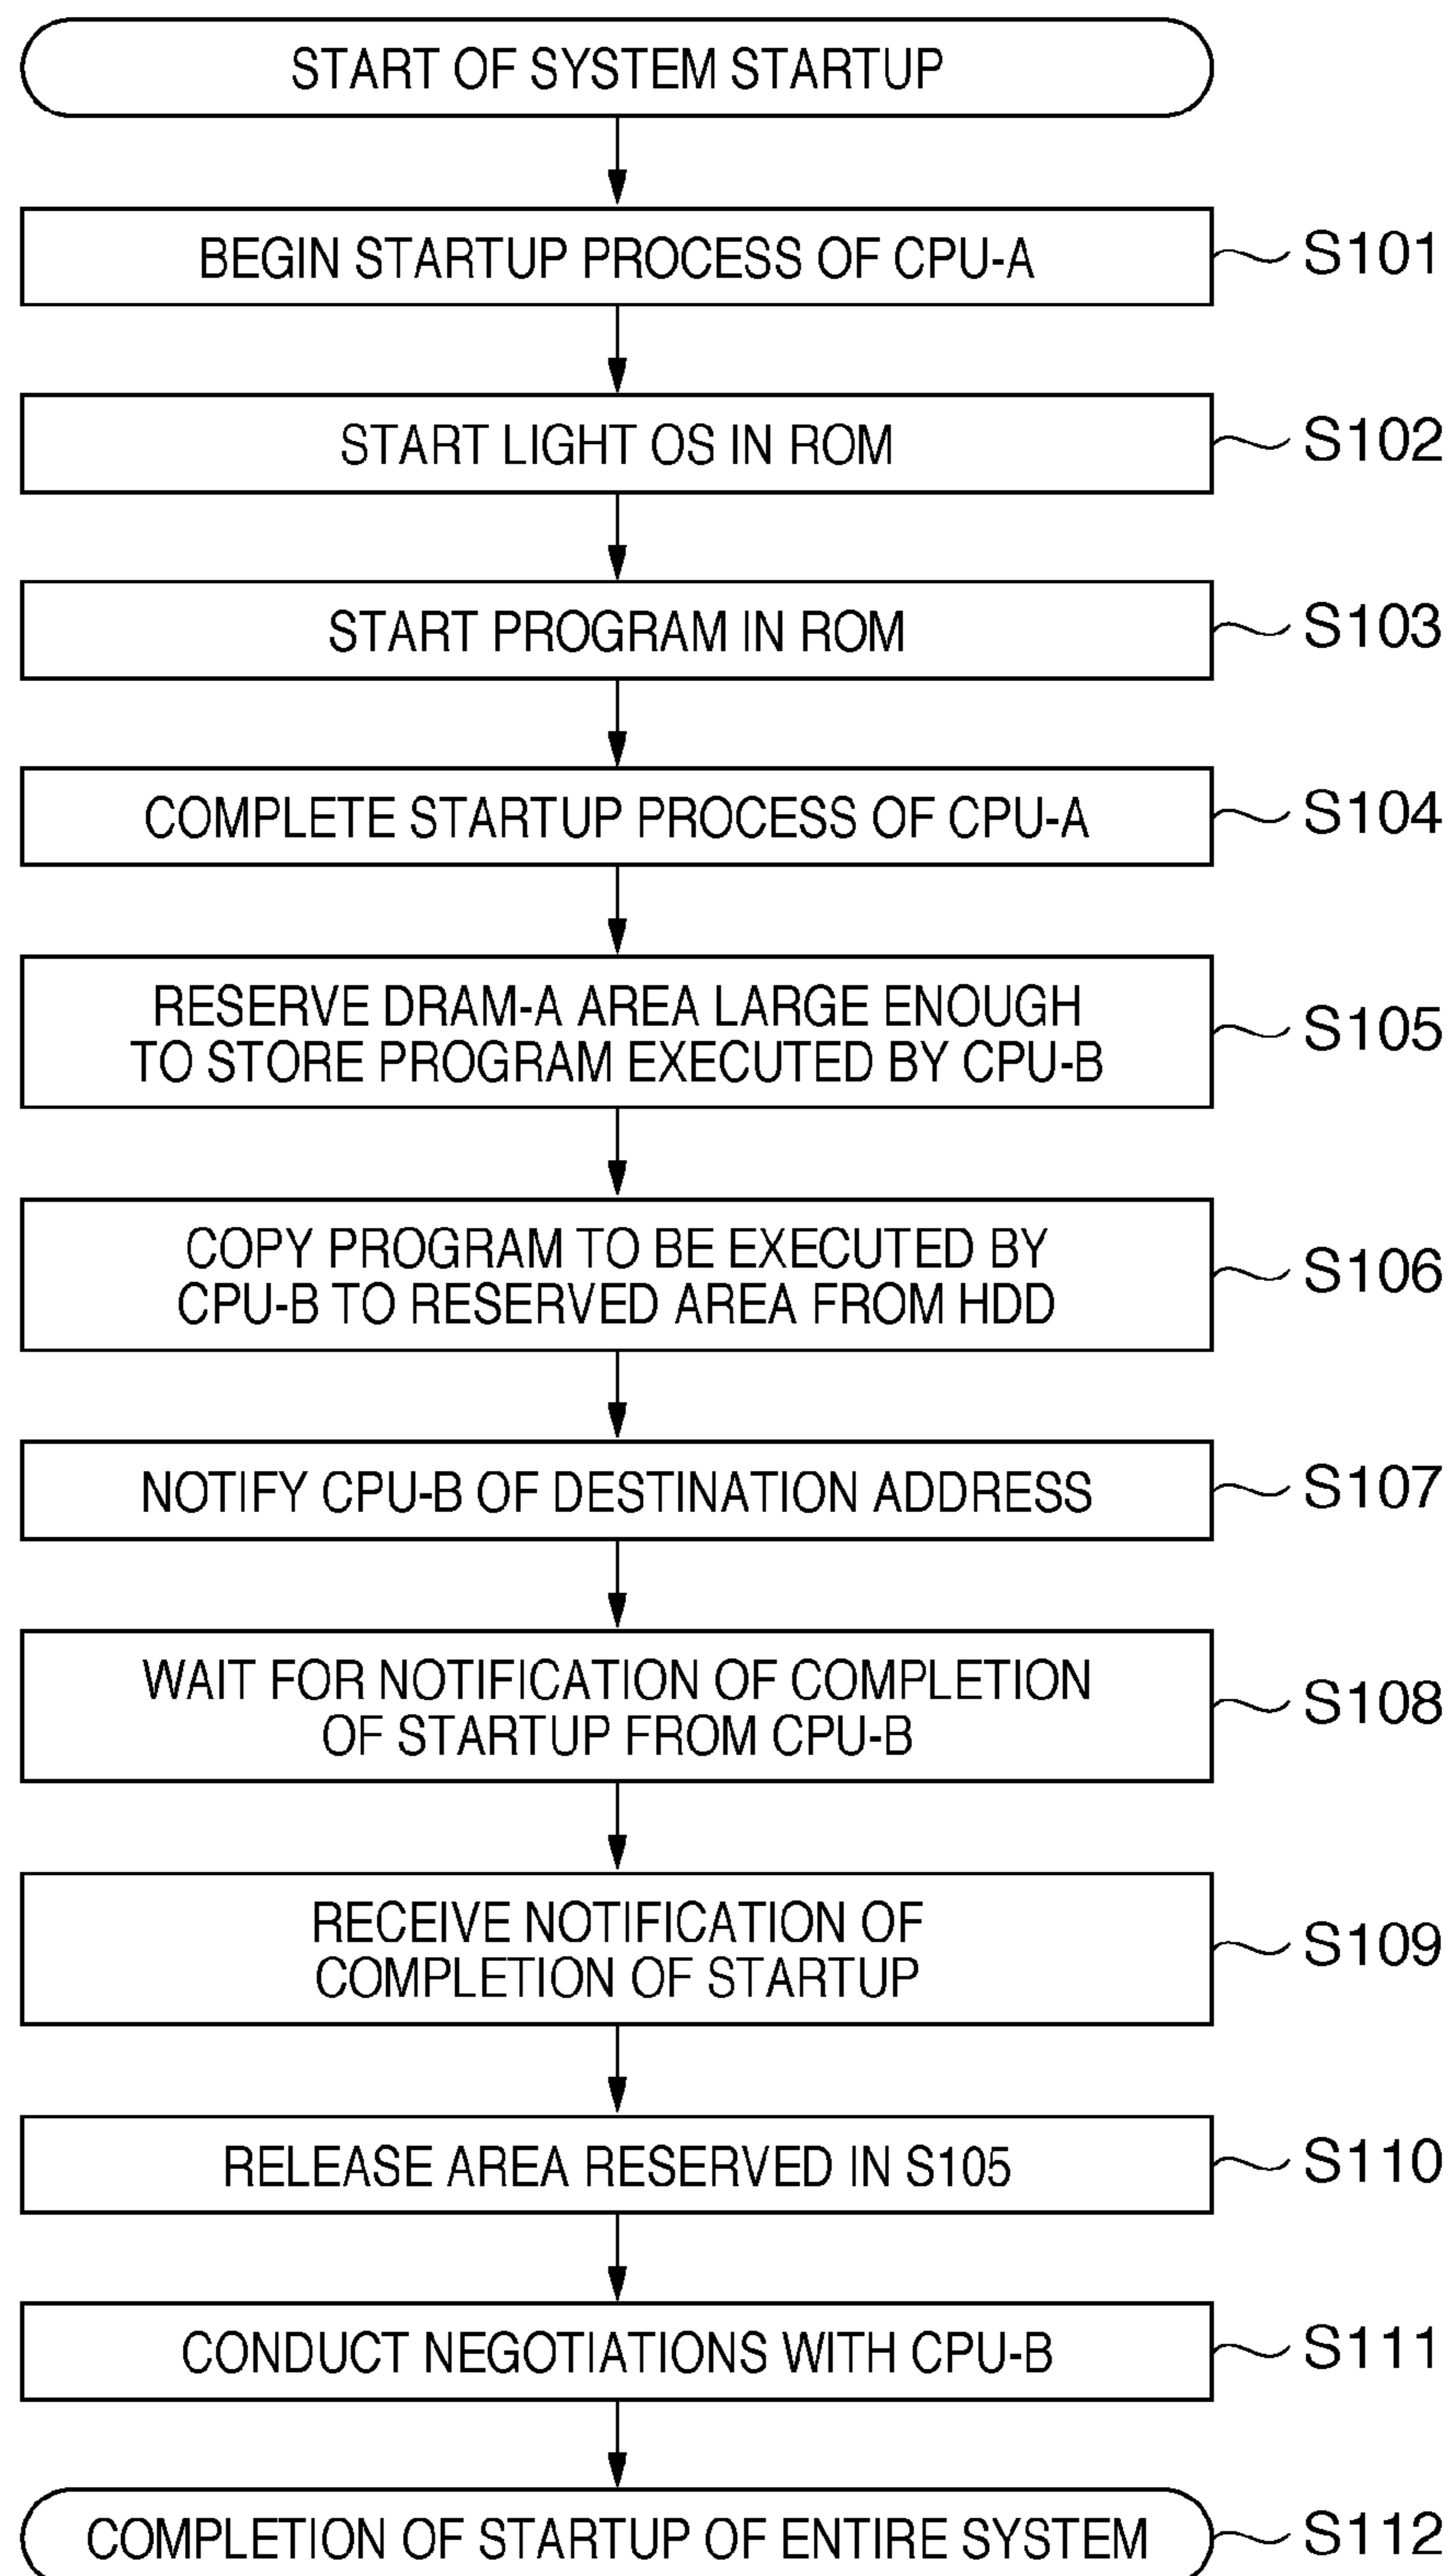 START OF SYSTEM STARTUP
BEGIN STARTUP PROCESS OF CPU-A
S101
START LIGHT OS IN ROM
S102
START PROGRAM IN ROM
S103
COMPLETE STARTUP PROCESS OF CPU-A
S104
RESERVE DRAM-A AREA LARGE ENOUGH
TO STORE PROGRAM EXECUTED BY CPU-B
S105
COPY PROGRAM TO BE EXECUTED BY
CPU-B TO RESERVED AREA FROM HDD
S106
NOTIFY CPU-B OF DESTINATION ADDRESS
S107
WAIT FOR NOTIFICATION OF COMPLETION
OF STARTUP FROM CPU-B
S108
RECEIVE NOTIFICATION OF
COMPLETION OF STARTUP
S109
RELEASE AREA RESERVED IN S105
S110
CONDUCT NEGOTIATIONS WITH CPU-B
S111
COMPLETION OF STARTUP OF ENTIRE SYSTEM
S112